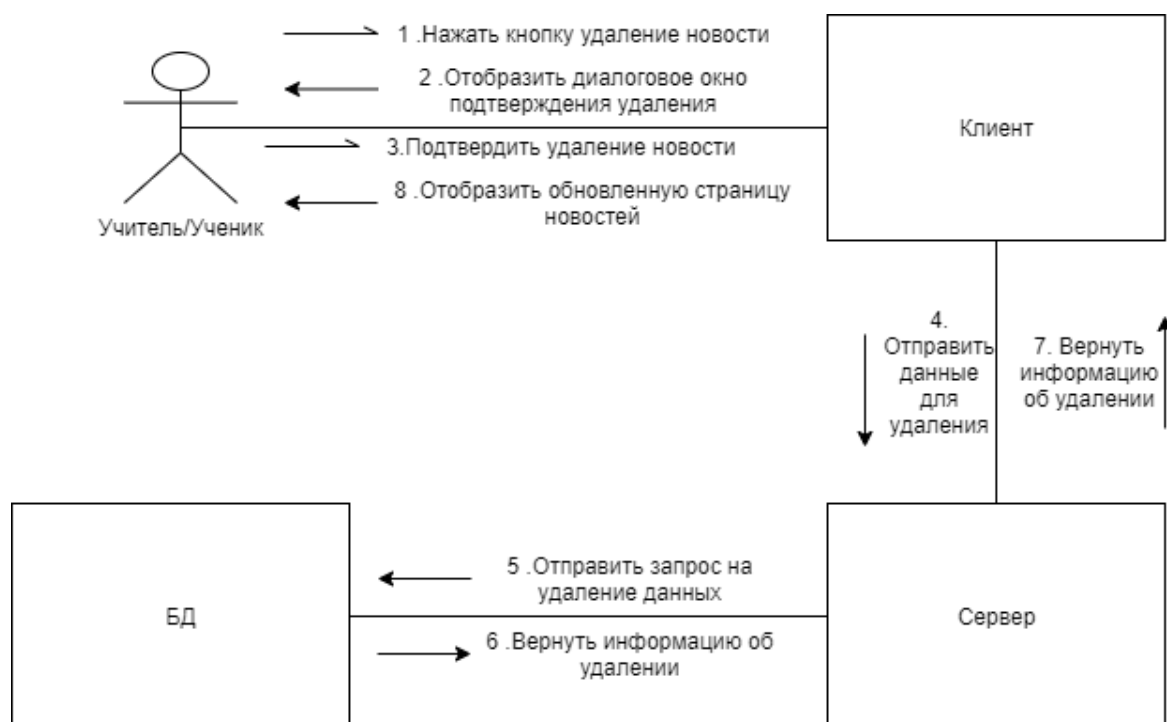 1 .Нажать кнопку удаление новости
2 .Отобразить диалоговое окно
подтверждения удаления
Клиент
3.Подтвердить удаление новости
8 .Отобразить обновленную страницу
новостей
Учитель/Ученик
4.
Отправить
данные
для
удаления
7. Вернуть
информацию
об удалении
5 .Отправить запрос на
удаление данных
БД
Сервер
6 .Вернуть информацию об
удалении